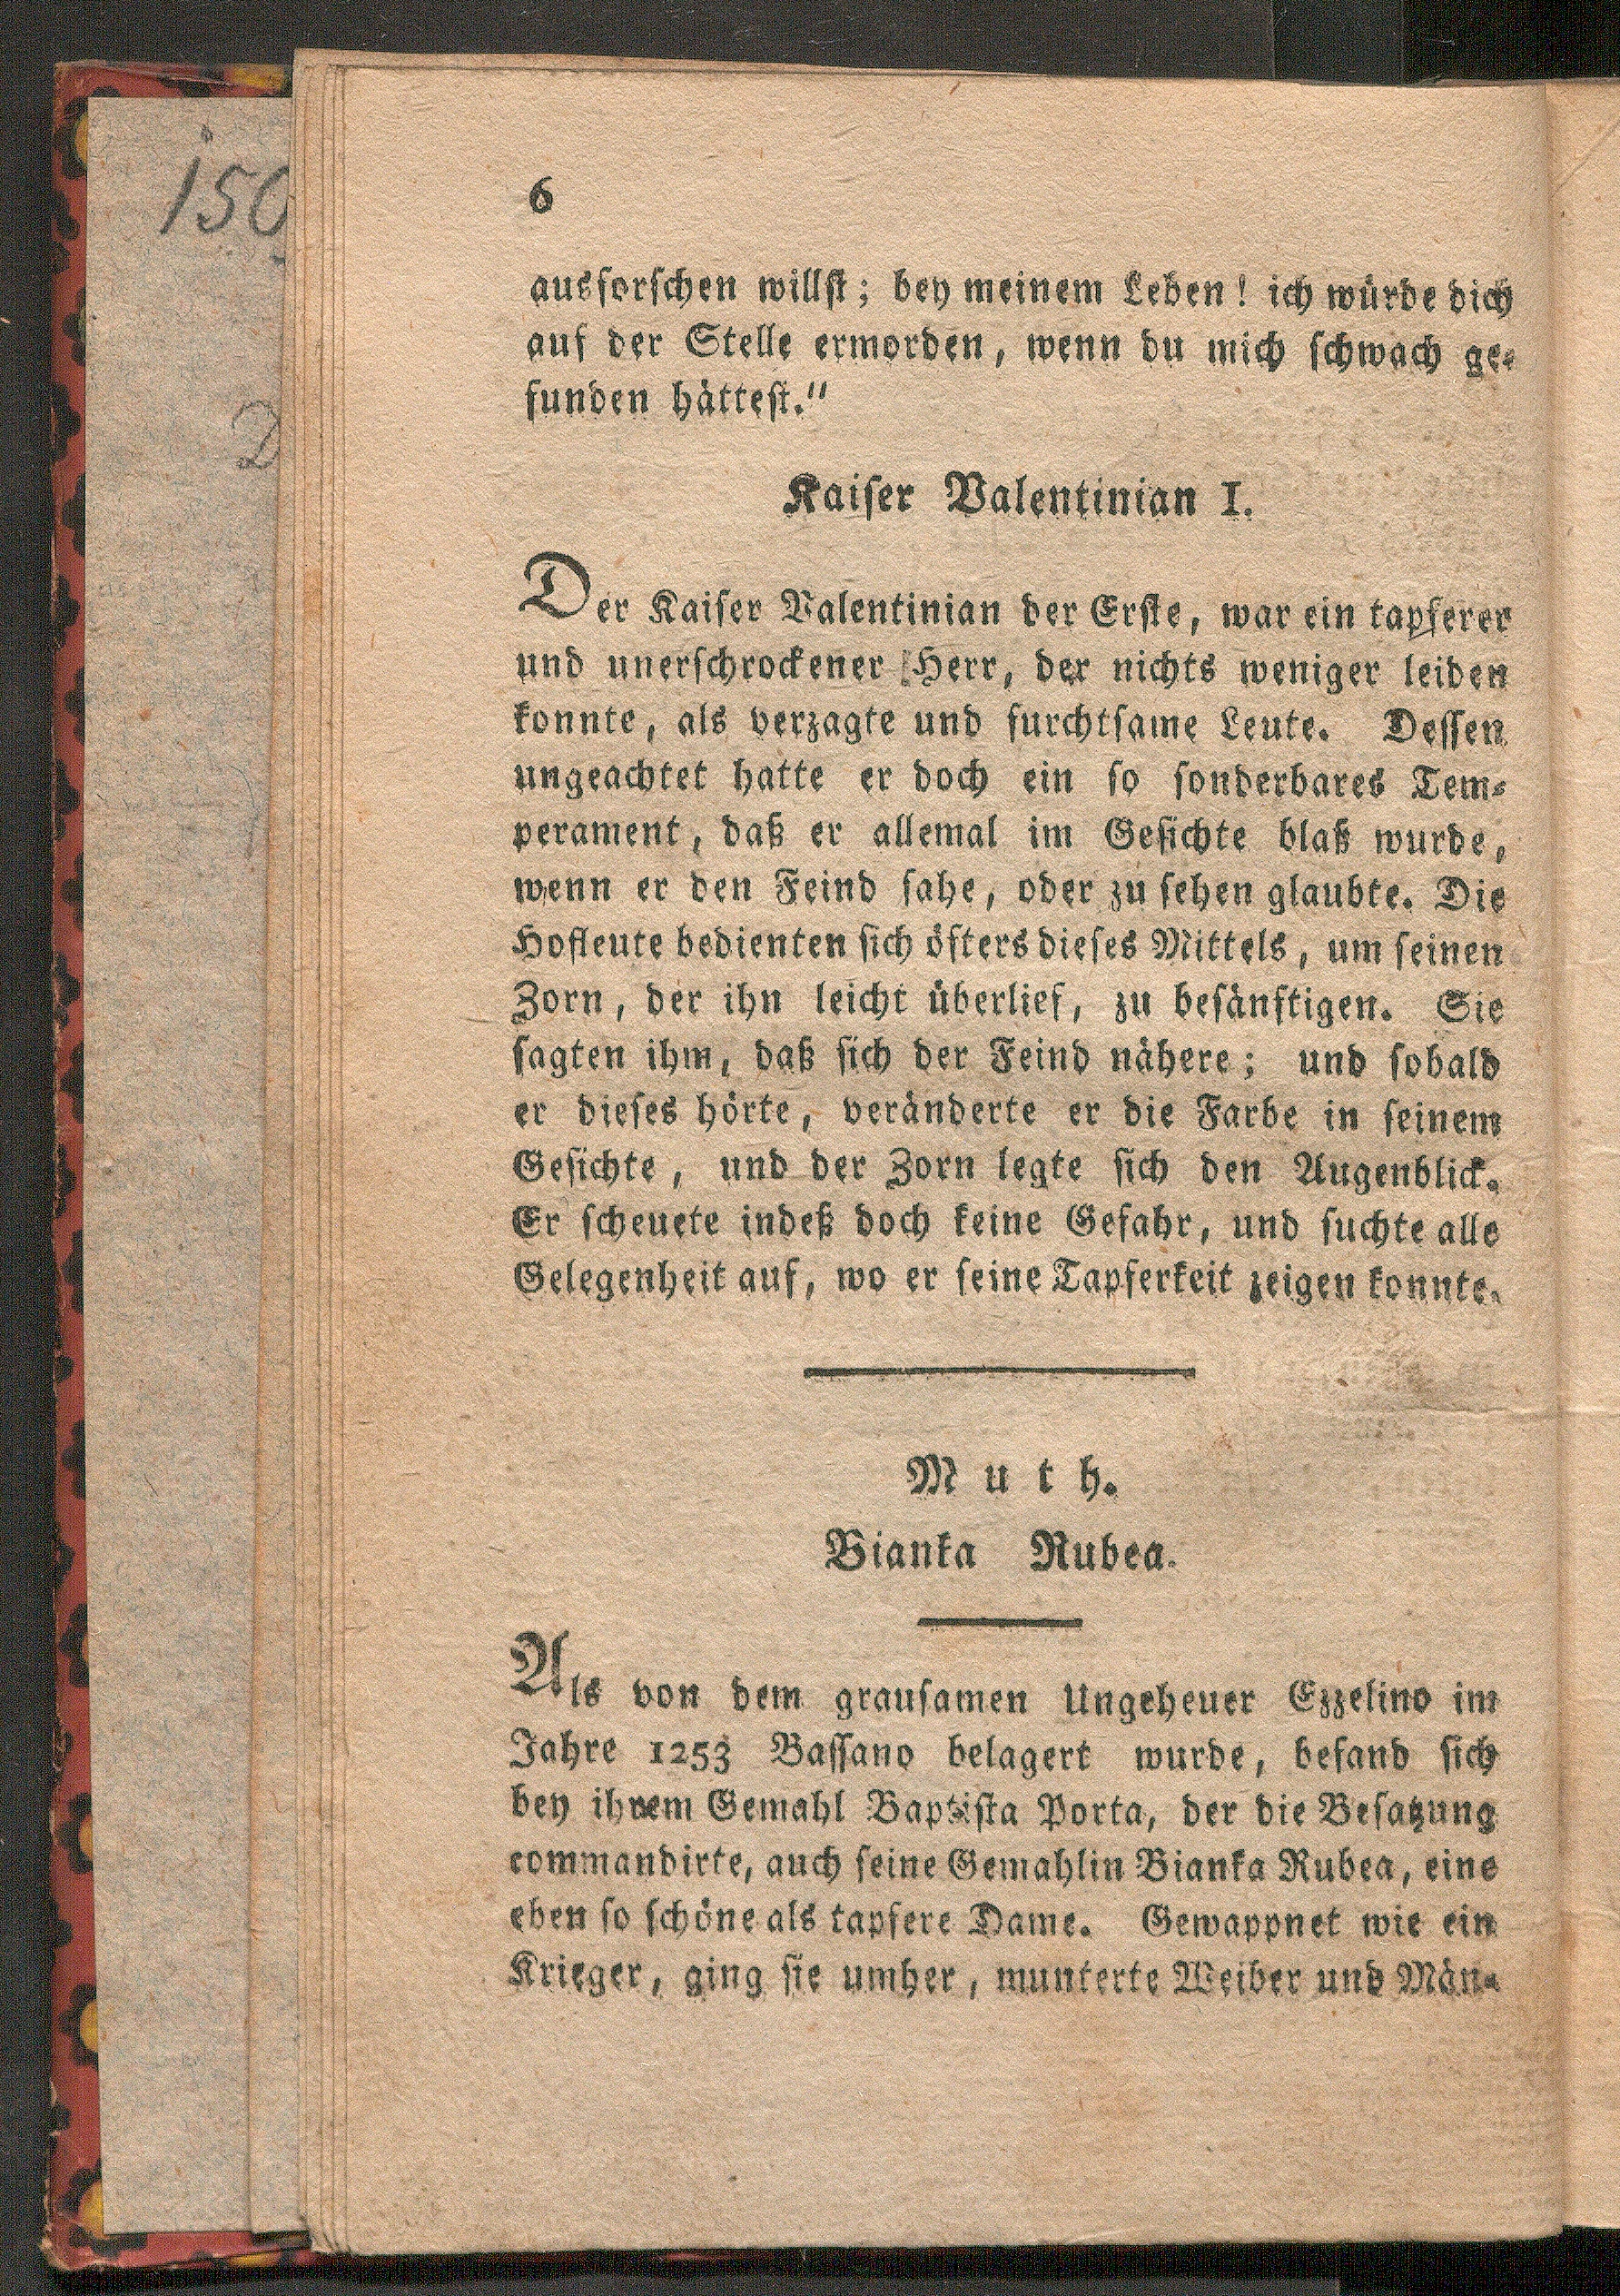 150
D
6
ausforschen willst; bey meinem Leben! ich würde dich
auf der Stelle ermorden, wenn du mich schwach ge-
funden hättest."
Kaiser Valentinian I.
Der Kaiser Valentinian der Erste, war ein tapferer
und unerschrockener Herr, der nichts weniger leiden
konnte, als verzagte und furchtsame Leute. Dessen
ungeachtet hatte er doch ein so sonderbares Tem-
perament, daß er allemal im Gesichte blaß wurde,
wenn er den Feind sahe, oder zu sehen glaubte. Die
Hofleute bedienten sich öfters dieses Mittels, um seinen
Zorn, der ihn leicht überlief, zu besänftigen. Sie
sagten ihm, daß sich der Feind nähere; und sobald
er dieses hörte, veränderte er die Farbe in seinem
Gesichte, und der Zorn legte sich den Augenblick.
Er scheuete indeß doch keine Gefahr, und suchte alle
Gelegenheit auf, wo er seine Tapferkeit zeigen konnte.
Muth.
Bianka Rubea.
Als von dem grausamen Ungeheuer Ezzelino im
Jahre 1253 Bassano belagert wurde, befand sich
bey ihrem Gemahl Baptista Porta, der die Besatzung
commandirte, auch seine Gemahlin Bianka Rubea, eine
eben so schöne als tapfere Dame. Gewappnet wie ein
Krieger, ging sie umher, munterte Weiber und Män-